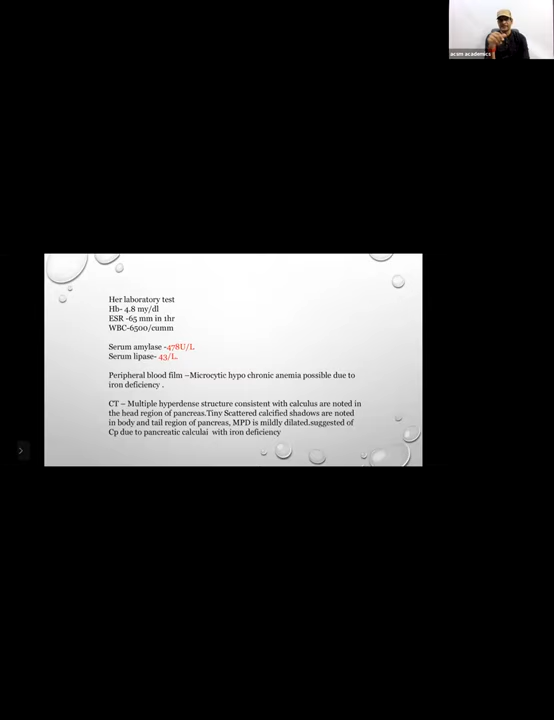 acsm academics
Her laboratory test
Hb- 4.8 my/dl
ESR -65 mm in 1hr
WBC-6500/cumm
Serum amylase -478U/L
Serum lipase- 43/L.
Peripheral blood film –Microcytic hypo chronic anemia possible due to
iron deficiency .
CT – Multiple hyperdense structure consistent with calculus are noted in
the head region of pancreas.Tiny Scattered calcified shadows are noted
in body and tail region of pancreas, MPD is mildly dilated.suggested of
Cp due to pancreatic calculai with iron deficiency